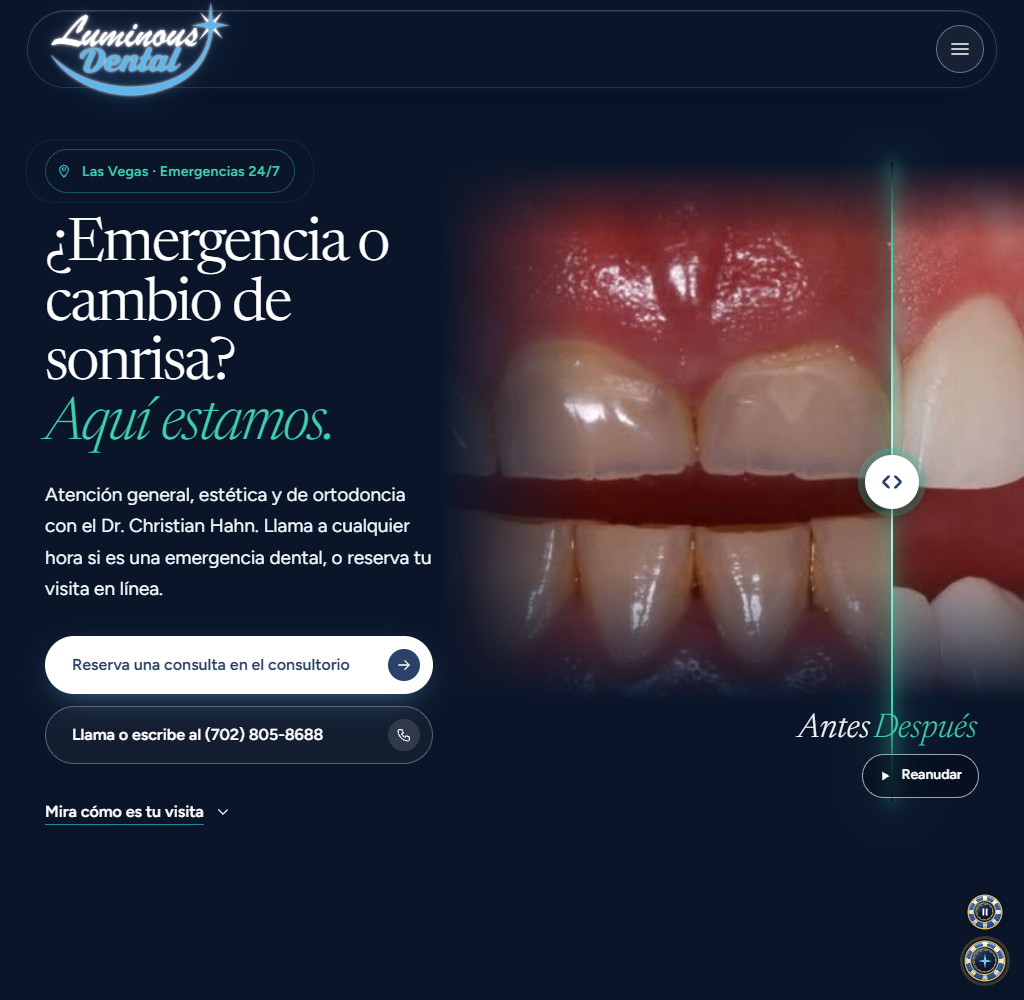 Luminous
Dental
Las Vegas · Emergencias 24/7
¿Emergencia o
cambio de
sonrisa?
Aquí estamos.
Atención general, estética y de ortodoncia
con el Dr. Christian Hahn. Llama a cualquier
hora si es una emergencia dental, o reserva tu
visita en línea.
Reserva una consulta en el consultorio
Llama o escribe al (702) 805-8688
Mira cómo es tu visita
Antes Después
Reanudar